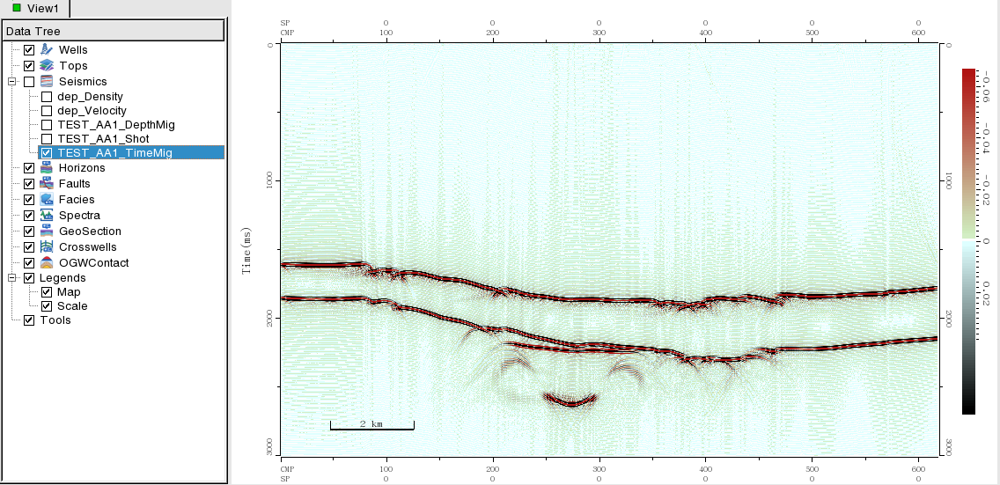 View1
Data Tree
Wells
Tops
Seismics
dep_Density
dep_Velocity
TEST_AA1_DepthMig
TEST_AA1_Shot
TEST_AA1_TimeMig
Horizons
Faults
Facies
Spectra
GeoSection
Crosswells
OGWContact
Legends
Map
Scale
Tools
SP 0 0 0 0 0 0
CMP 100 200 300 400 500 600
0
1000
2000
3000
Time(ms)
2 km
0
1000
2000
3000
CMP 100 200 300 400 500 600
SP 0 0 0 0 0 0
-0.06
-0.04
-0.02
0
0.02